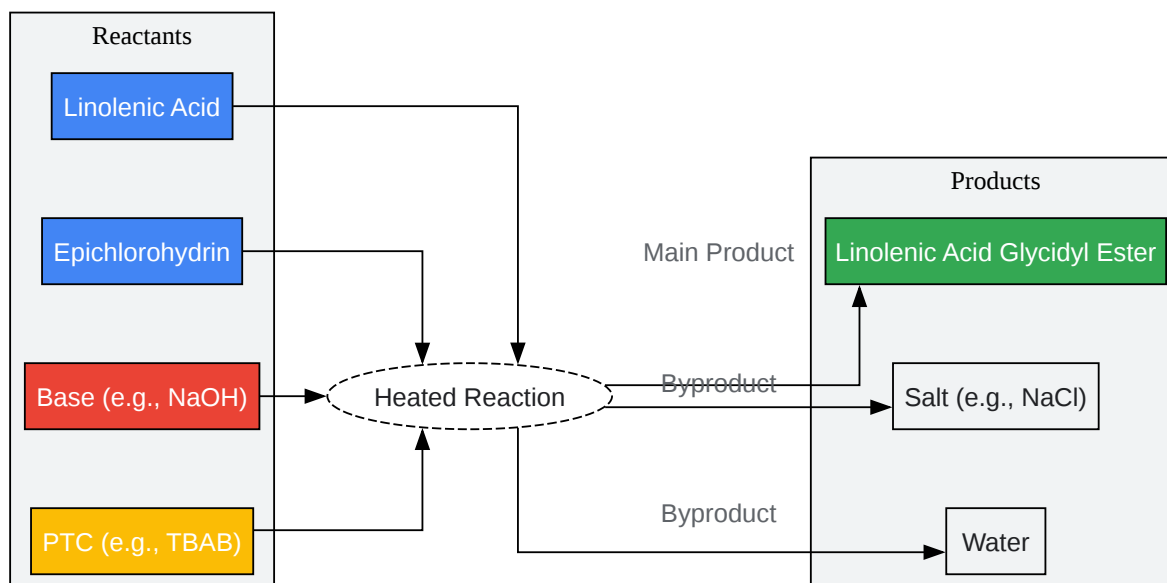 Reactants
Linolenic Acid
Epichlorohydrin
Base (e.g., NaOH)
PTC (e.g., TBAB)
Heated Reaction
Main Product
Byproduct
Byproduct
Products
Linolenic Acid Glycidyl Ester
Salt (e.g., NaCl)
Water